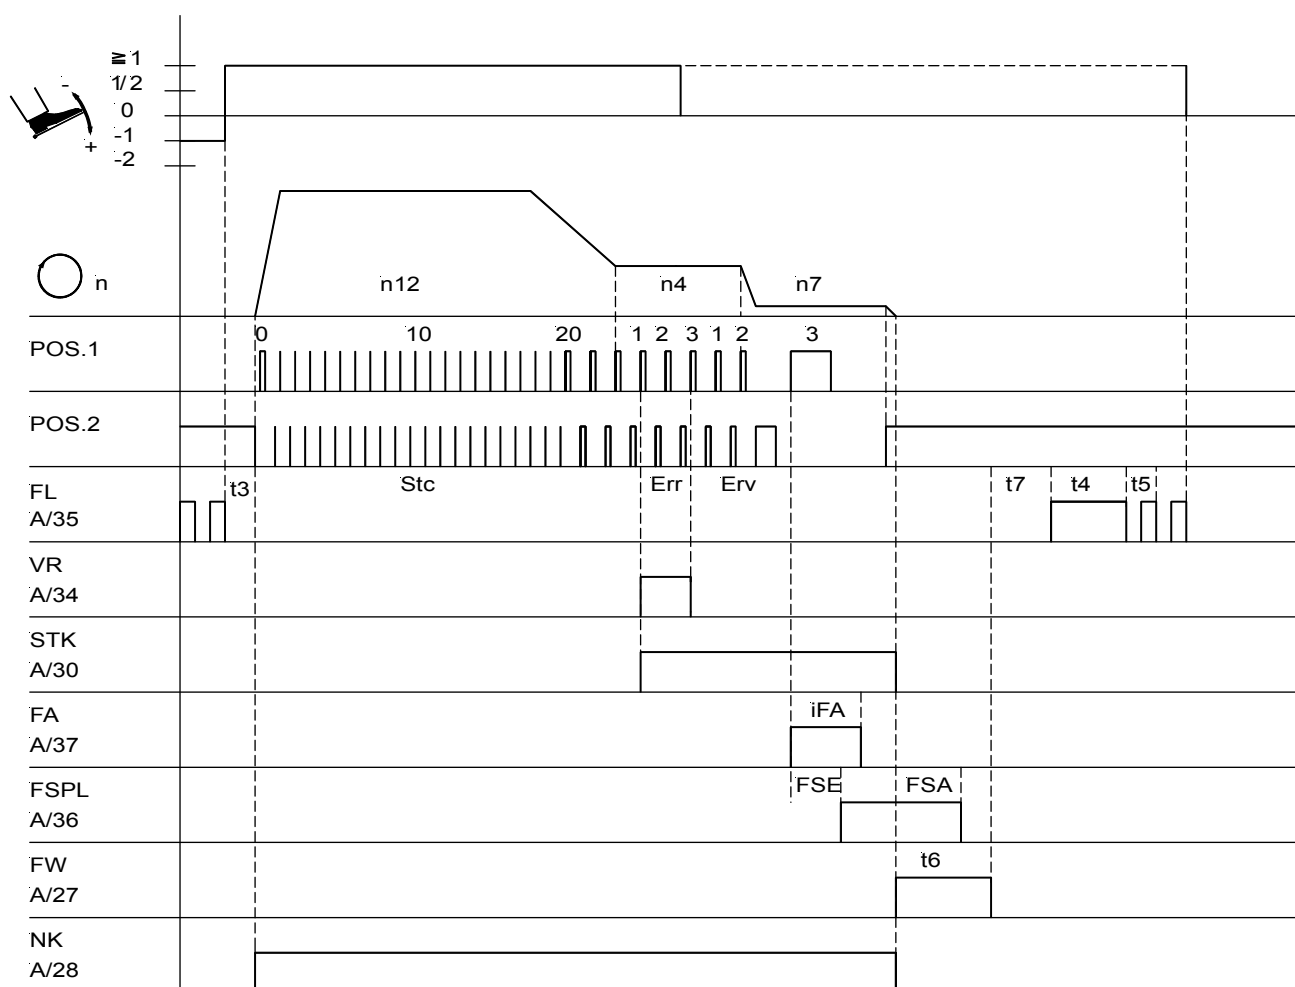 ≧ 1
1/2
0
-1
-2
-
+
n
n12
n4
n7
0 10 20 1 2 3 1 2 3
POS.1
POS.2
t3 Stc Err Erv t7 t4 t5
FL
A/35
VR
A/34
STK
A/30
FA iFA
A/37
FSPL FSE FSA
A/36
FW t6
A/27
NK
A/28